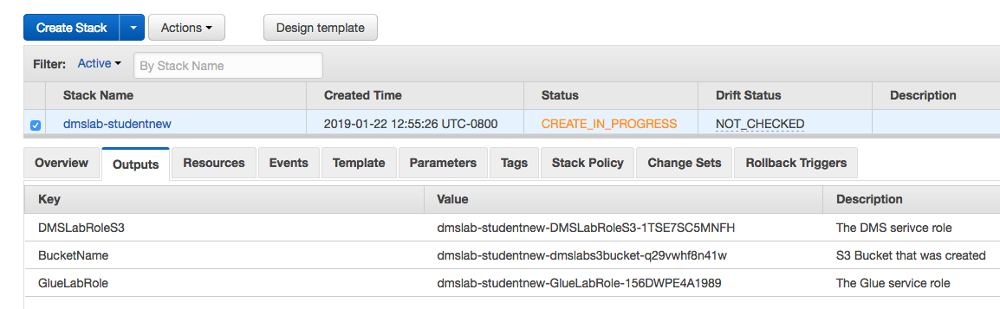 Create Stack Actions Design template
Filter: Active By Stack Name
Stack Name Created Time Status Drift Status Description
dmslab-studentnew 2019-01-22 12:55:26 UTC-0800 CREATE_IN_PROGRESS NOT_CHECKED
Overview Outputs Resources Events Template Parameters Tags Stack Policy Change Sets Rollback Triggers
Key Value Description
DMSLabRoleS3 dmslab-studentnew-DMSLabRoleS3-1TSE7SC5MNFH The DMS serivce role
BucketName dmslab-studentnew-dmslabs3bucket-q29vwhf8n41w S3 Bucket that was created
GlueLabRole dmslab-studentnew-GlueLabRole-156DWPE4A1989 The Glue service role